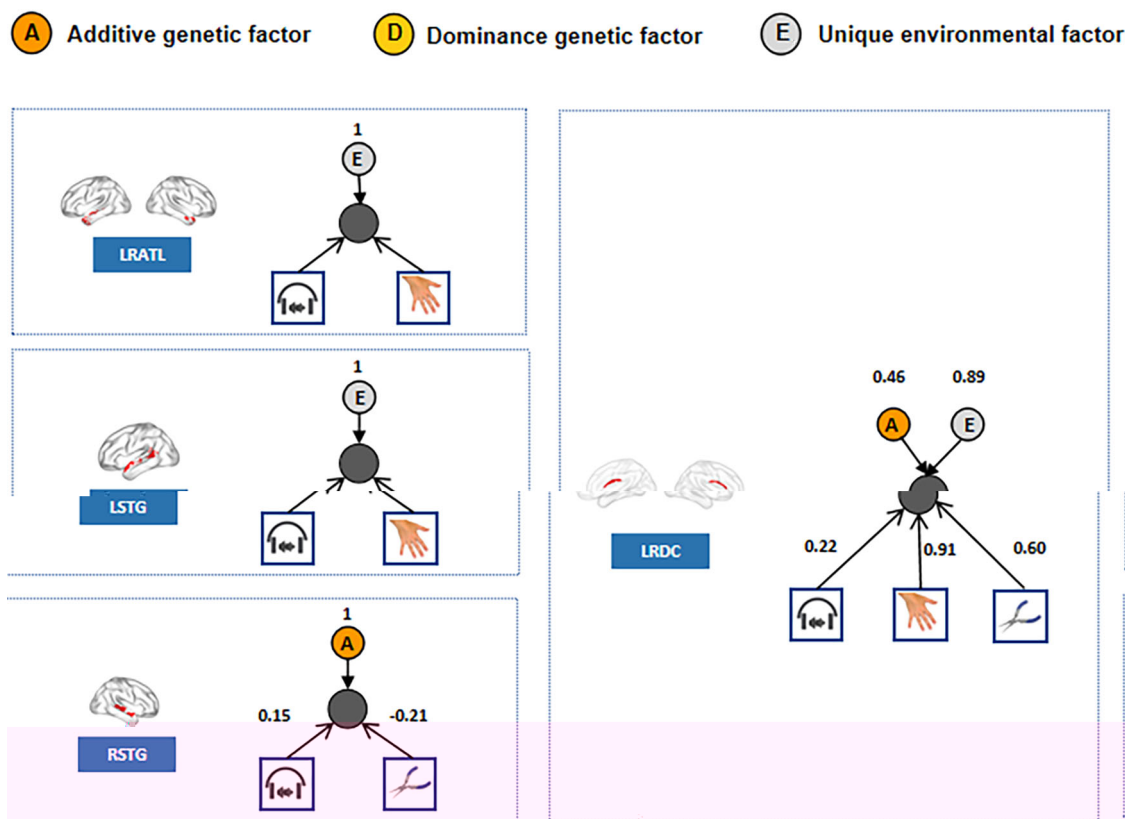 A Additive genetic factor
D Dominance genetic factor
E Unique environmental factor
1
E
LRATL
1
E
LSTG
1
A
0.15
-0.21
RSTG
0.46
0.89
A
E
0.22
0.91
0.60
LRDC